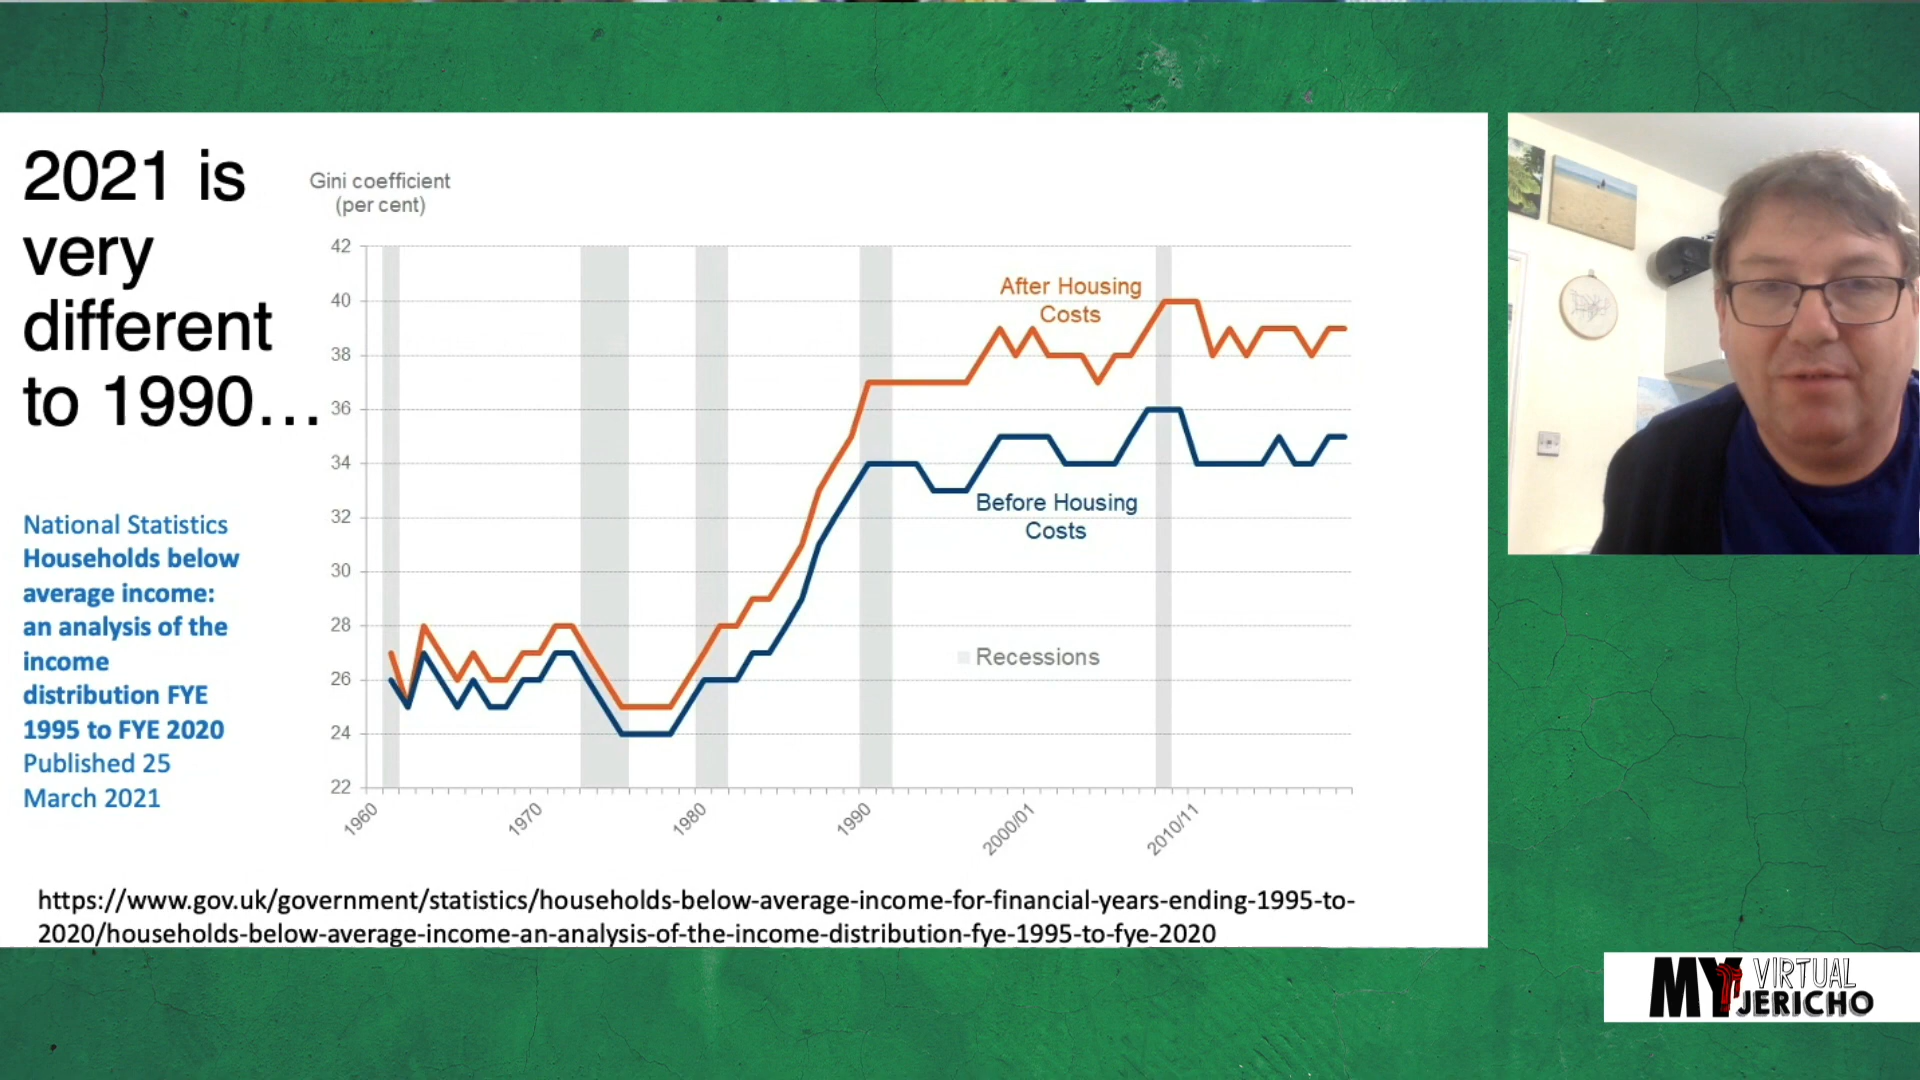 2021 is
very
different
to 1990…
National Statistics
Households below
average income:
an analysis of the
income
distribution FYE
1995 to FYE 2020
Published 25
March 2021
Gini coefficient
(per cent)
42
40
38
36
34
32
30
28
26
24
22
After Housing
Costs
Before Housing
Costs
Recessions
1960
1970
1980
1990
2000/01
2010/11
https://www.gov.uk/government/statistics/households-below-average-income-for-financial-years-ending-1995-to-
2020/households-below-average-income-an-analysis-of-the-income-distribution-fye-1995-to-fye-2020
MY VIRTUAL
JERICHO